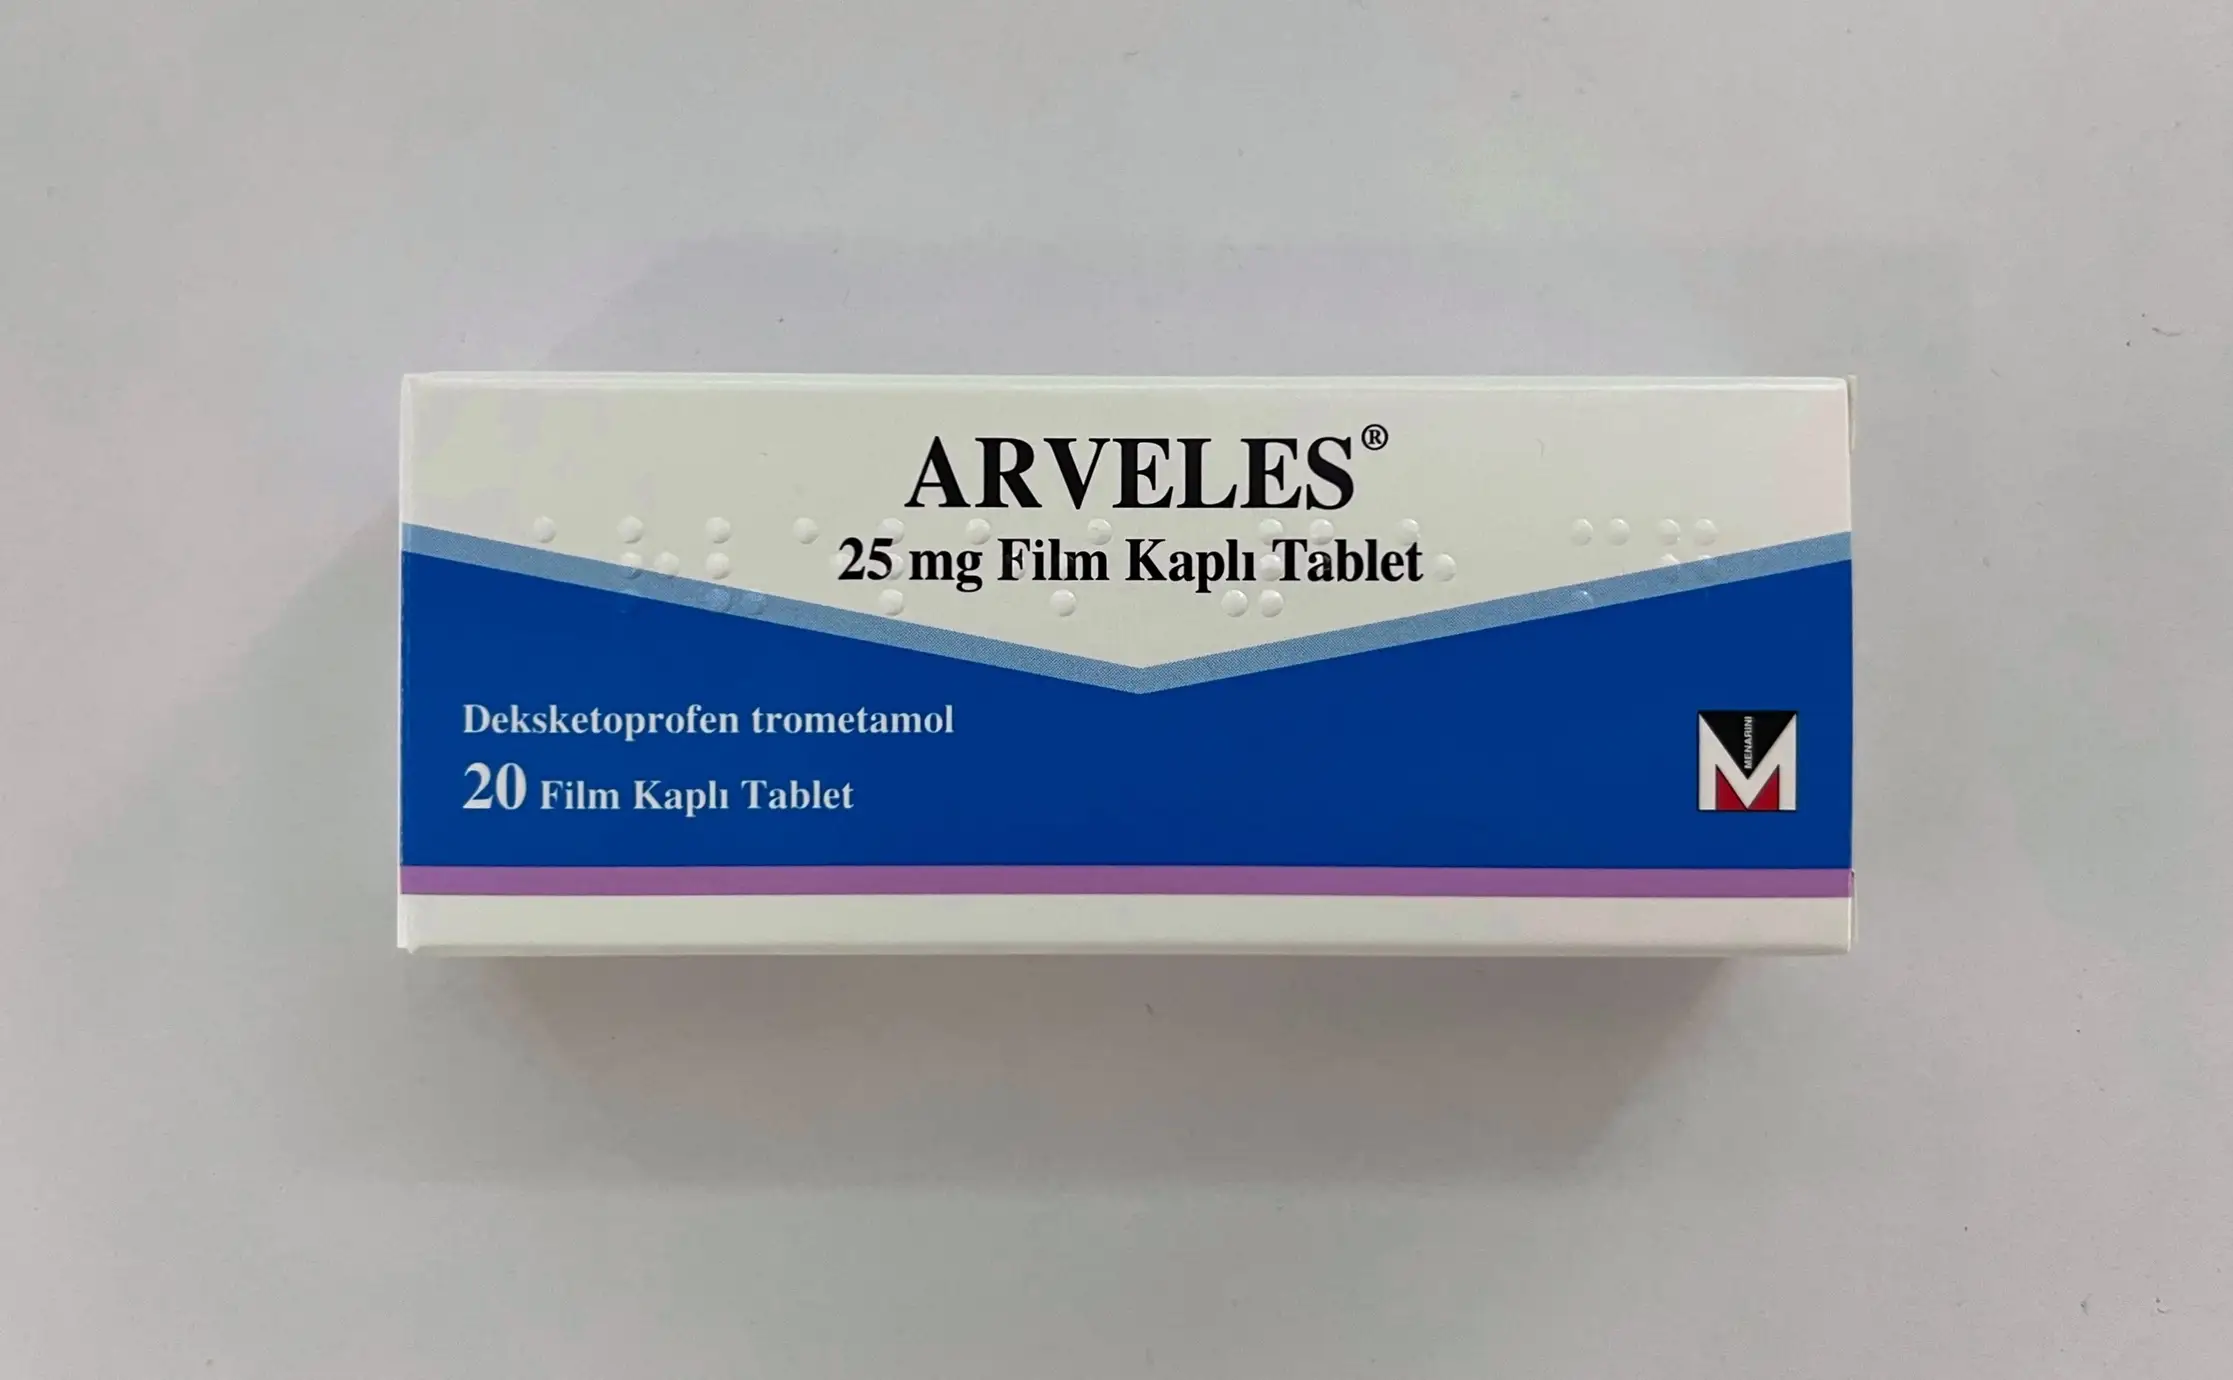 ARVELES®
25 mg Film Kaplı Tablet
Deksketoprofen trometamol
20 Film Kaplı Tablet
MENARINI